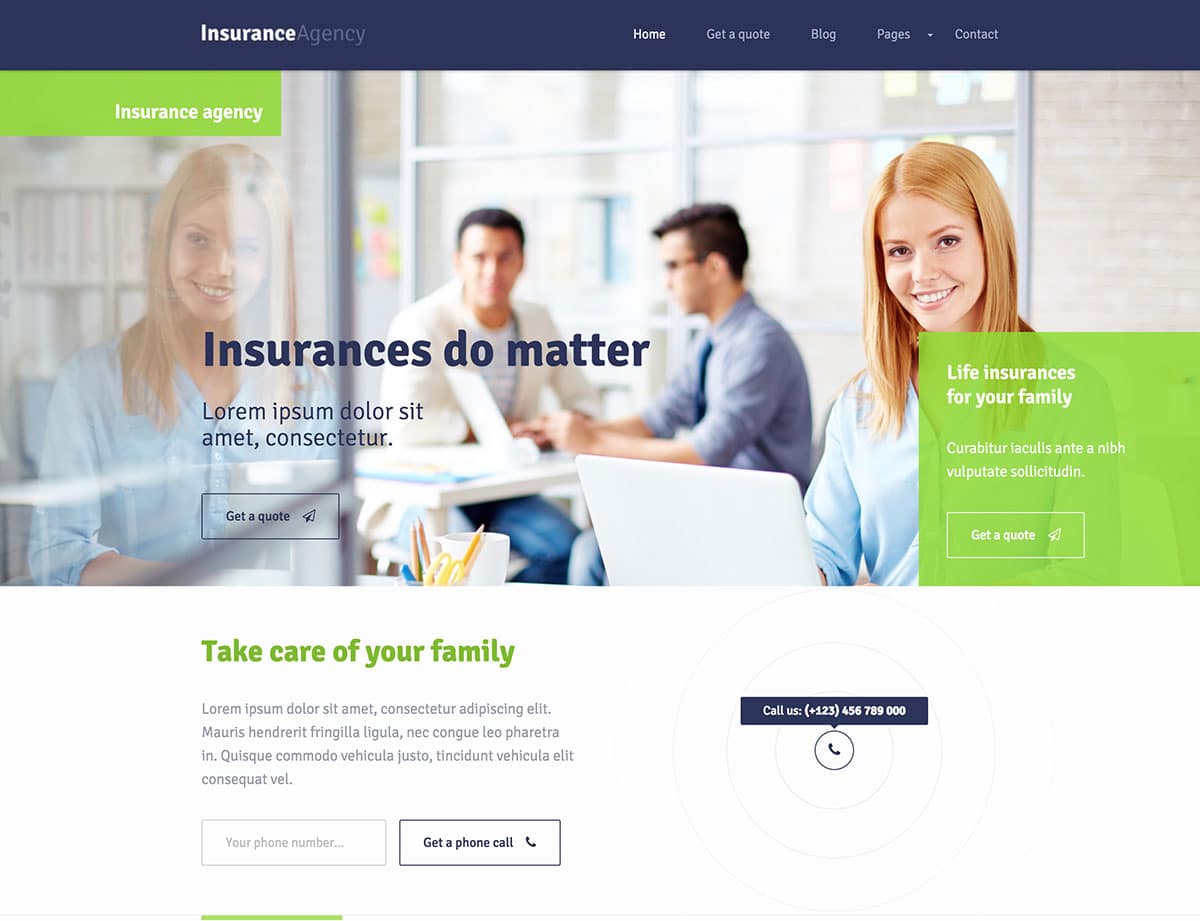 InsuranceAgency
Home
Get a quote
Blog
Pages
Contact
Insurance agency
Insurances do matter
Lorem ipsum dolor sit
amet, consectetur.
Get a quote
Life insurances
for your family
Curabitur iaculis ante a nibh
vulputate sollicitudin.
Get a quote
Take care of your family
Lorem ipsum dolor sit amet, consectetur adipiscing elit.
Mauris hendrerit fringilla ligula, nec congue leo pharetra
in. Quisque commodo vehicula justo, tincidunt vehicula elit
consequat vel.
Your phone number...
Get a phone call
Call us: (+123) 456 789 000